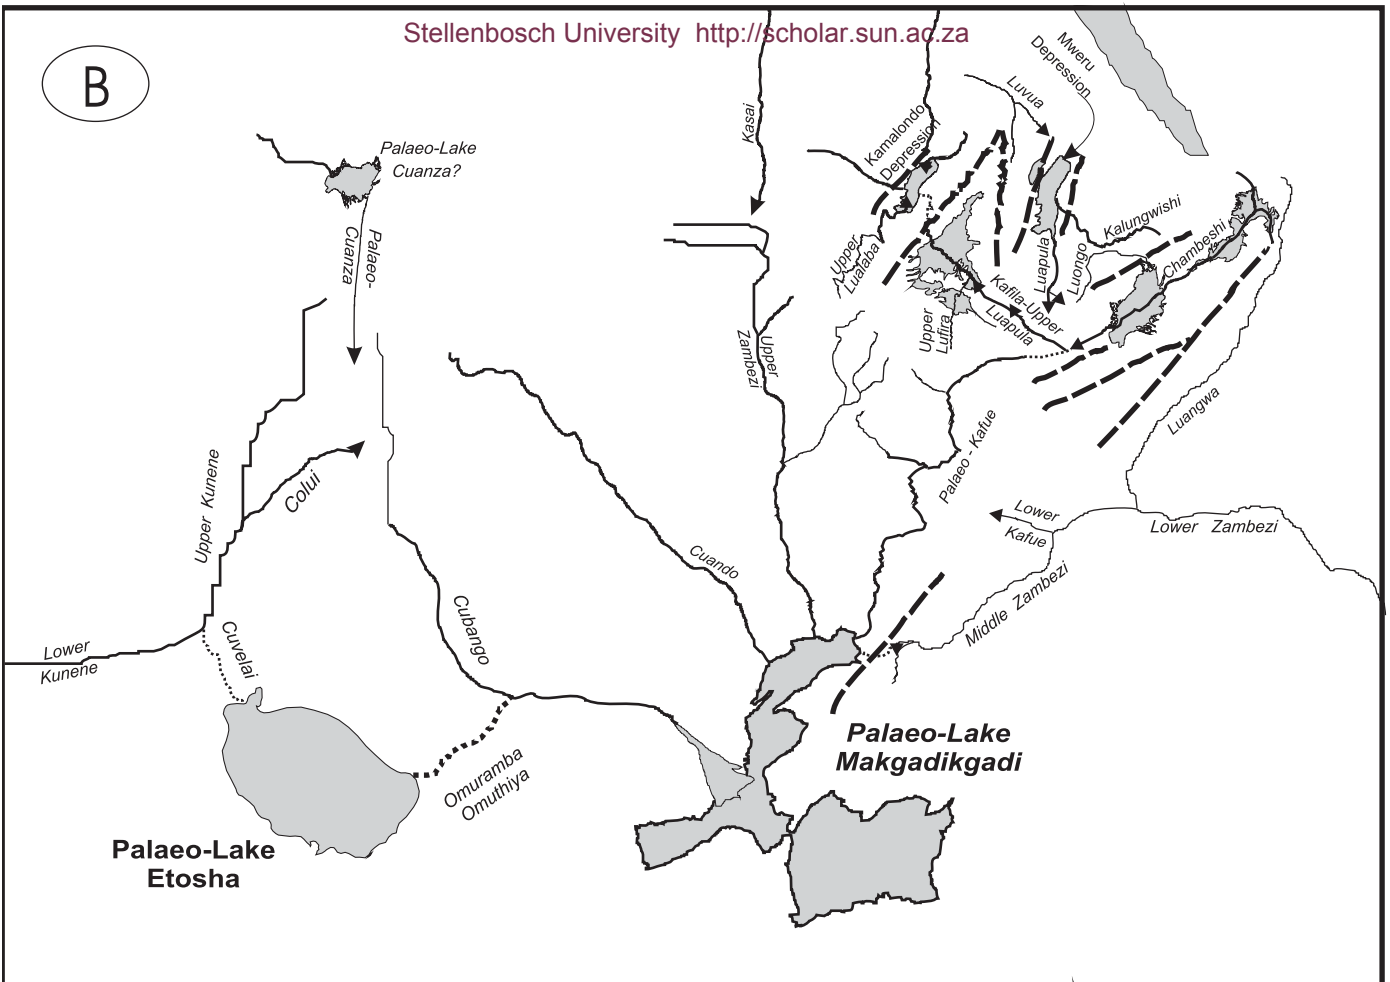 Stellenbosch University http://scholar.sun.ac.za
B
Palaeo-Lake
Cuanza?
Palaeo-
Cuanza
Kasai
Kamalondo
Depression
Luvua
Mweru
Depression
Upper
Lualaba
Upper
Lufira
Kafila-Upper
Luapula
Luapula
Luongo
Kalungwishi
Chambeshi
Upper
Zambezi
Luangwa
Palaeo - Kafue
Upper Kunene
Colui
Lower
Kafue
Lower Zambezi
Middle Zambezi
Cuando
Cubango
Cuvelai
Lower
Kunene
Omuramba
Omuthiya
Palaeo-Lake
Makgadikgadi
Palaeo-Lake
Etosha